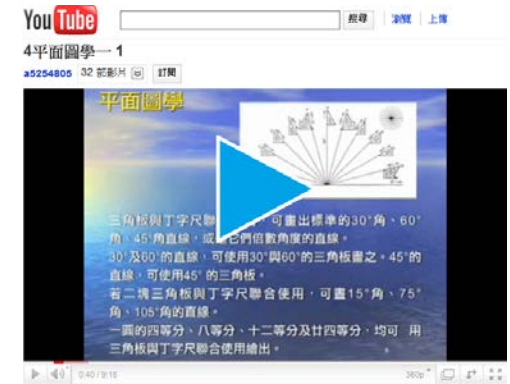 YouTube 搜尋 瀏覽 上傳
4平面圖學一 1
a5254805 32 部影片 訂閱
平面圖學
三角板與丁字尺聯 ,可畫出標準的30°角、60°
角、45°角直線,或 它們倍數角度的直線。
30°及60°的直線,可使用30°與60°的三角板畫之。45°的
直線,可使用45°的三角板。
若二塊三角板與丁字尺聯合使用,可畫15°角、75°
角、105°角的直線。
一圓的四等分、八等分、十二等分及廿四等分,均可 用
三角板與丁字尺聯合使用繪出。
0:40 / 9:16 360p